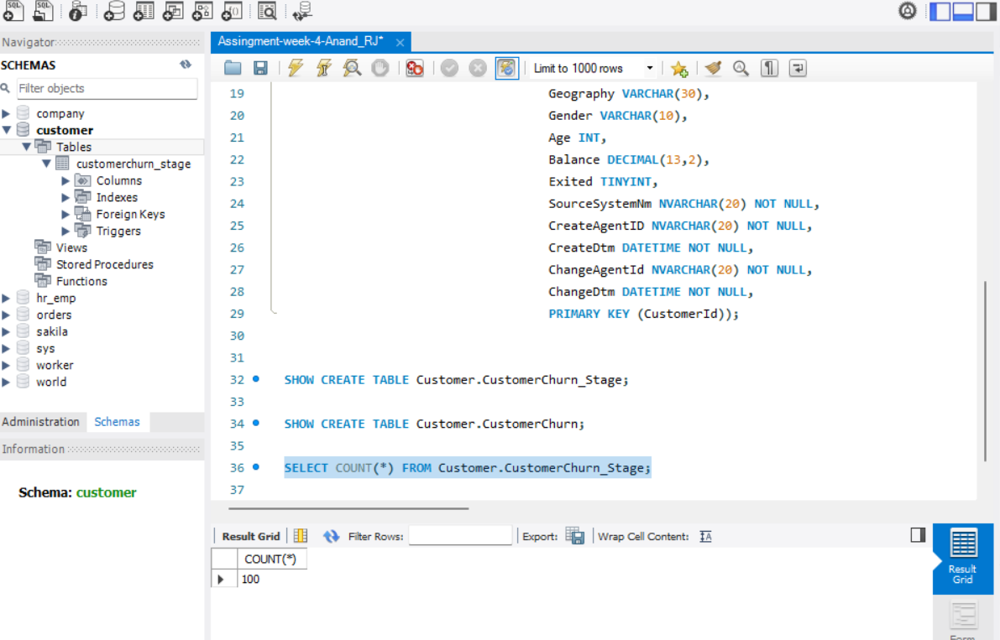 SQL SQL
Navigator
SCHEMAS
Filter objects
company
customer
Tables
customerchurn_stage
Columns
Indexes
Foreign Keys
Triggers
Views
Stored Procedures
Functions
hr_emp
orders
sakila
sys
worker
world
Administration Schemas
Information
Schema: customer
Assingment-week-4-Anand_RJ*
Limit to 1000 rows
19 Geography VARCHAR(30),
20 Gender VARCHAR(10),
21 Age INT,
22 Balance DECIMAL(13,2),
23 Exited TINYINT,
24 SourceSystemNm NVARCHAR(20) NOT NULL,
25 CreateAgentID NVARCHAR(20) NOT NULL,
26 CreateDtm DATETIME NOT NULL,
27 ChangeAgentId NVARCHAR(20) NOT NULL,
28 ChangeDtm DATETIME NOT NULL,
29 PRIMARY KEY (CustomerId));
30
31
32 SHOW CREATE TABLE Customer.CustomerChurn_Stage;
33
34 SHOW CREATE TABLE Customer.CustomerChurn;
35
36 SELECT COUNT(*) FROM Customer.CustomerChurn_Stage;
37
Result Grid Filter Rows: Export: Wrap Cell Content:
COUNT(*)
100
Result
Grid
Form